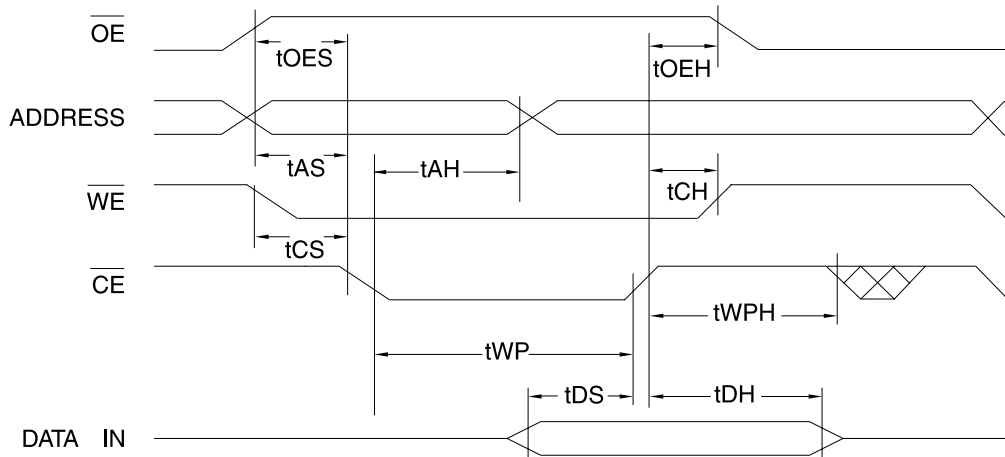 OE
tOES
tOEH
ADDRESS
tAS
tAH
tCH
WE
tCS
CE
tWPH
tWP
tDS
tDH
DATA IN